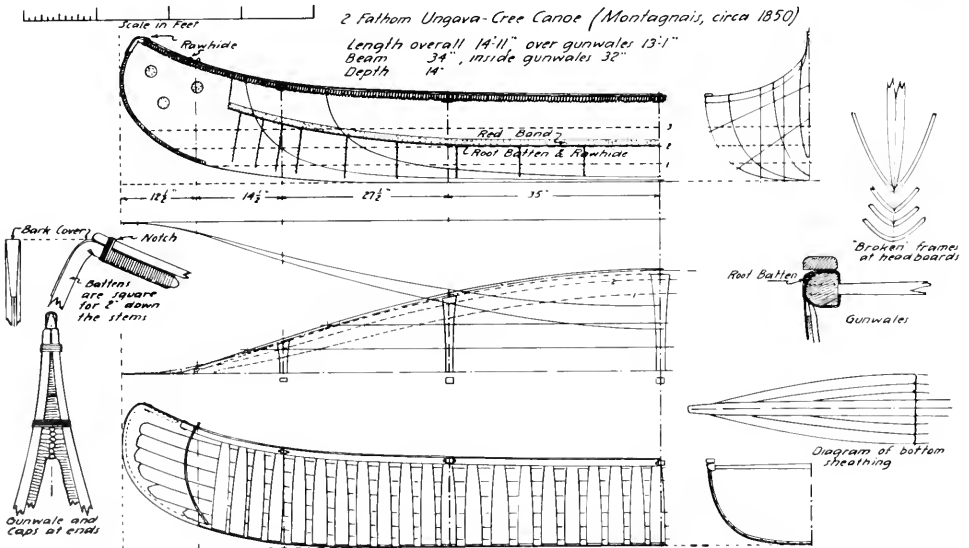 2 Fathom Ungava-Cree Canoe (Montagnais, circa 1850)
Scale in Feet
Rawhide
Length overall 14'-11", over gunwales 13'-1"
Beam 34", inside gunwales 32"
Depth 14"
3
Red Band
2
Root Batten & Rawhide
1
12½" 14½" 27½" 35"
"Broken" frames
at headboards
Bark Cover
Notch
Battens
are square
for 2" down
the stems
Root Batten
Gunwales
Diagram of bottom
sheathing
Gunwale and
Caps at ends